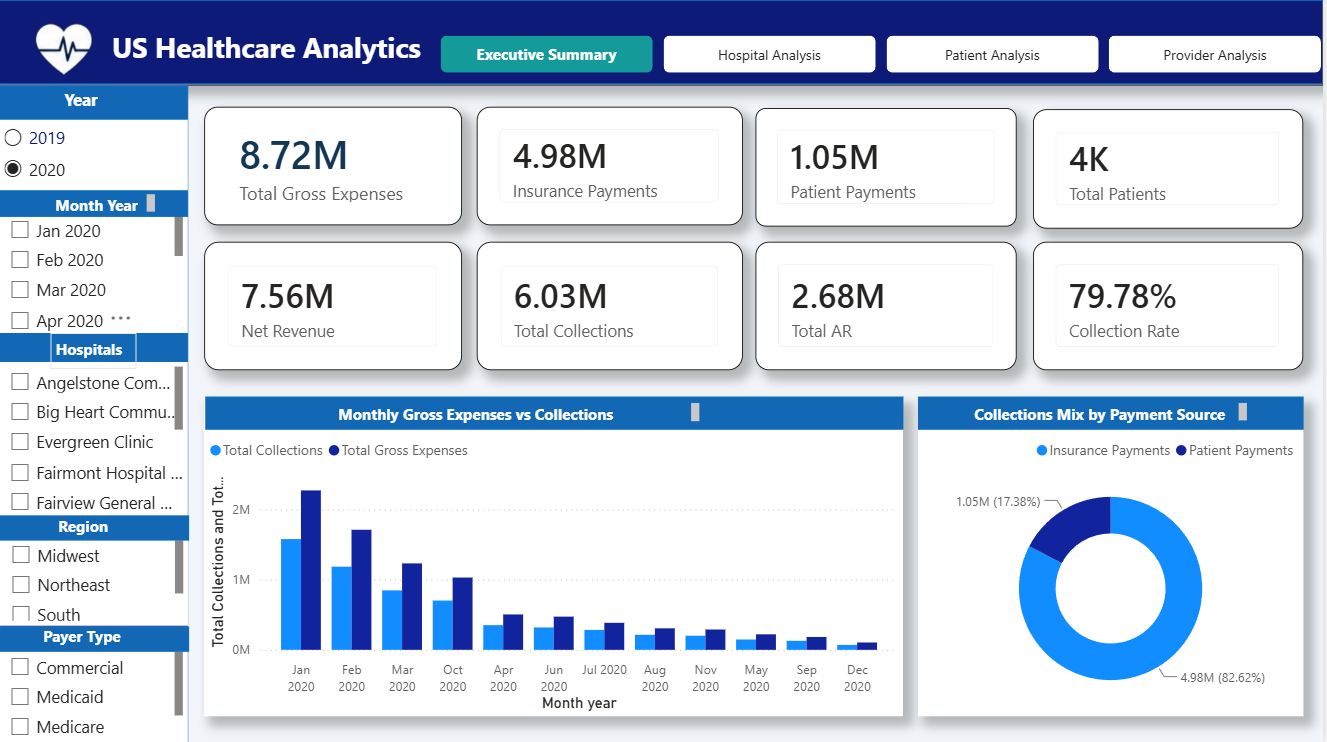 US Healthcare Analytics
Executive Summary
Hospital Analysis
Patient Analysis
Provider Analysis
Year
2019
2020
Month Year
Jan 2020
Feb 2020
Mar 2020
Apr 2020
Hospitals
Angelstone Com...
Big Heart Commu...
Evergreen Clinic
Fairmont Hospital ...
Fairview General ...
Region
Midwest
Northeast
South
Payer Type
Commercial
Medicaid
Medicare
8.72M
Total Gross Expenses
4.98M
Insurance Payments
1.05M
Patient Payments
4K
Total Patients
7.56M
Net Revenue
6.03M
Total Collections
2.68M
Total AR
79.78%
Collection Rate
Monthly Gross Expenses vs Collections
Total Collections Total Gross Expenses
Total Collections and Tot...
2M
1M
0M
Jan 2020
Feb 2020
Mar 2020
Oct 2020
Apr 2020
Jun 2020
Jul 2020
Aug 2020
Nov 2020
May 2020
Sep 2020
Dec 2020
Month year
Collections Mix by Payment Source
Insurance Payments Patient Payments
1.05M (17.38%)
4.98M (82.62%)